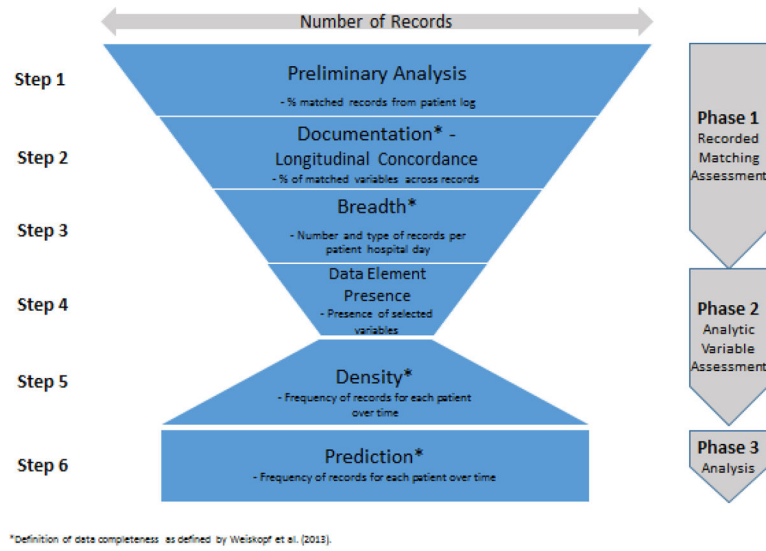 Number of Records
Step 1
Preliminary Analysis
- % matched records from patient log
Step 2
Documentation* -
Longitudinal Concordance
- % of matched variables across records
Step 3
Breadth*
- Number and type of records per
patient hospital day
Step 4
Data Element
Presence
- Presence of selected
variables
Step 5
Density*
- Frequency of records for each patient
over time
Step 6
Prediction*
- Frequency of records for each patient over time
Phase 1
Recorded
Matching
Assessment
Phase 2
Analytic
Variable
Assessment
Phase 3
Analysis
*Definition of data completeness as defined by Weiskopf et al. (2013).